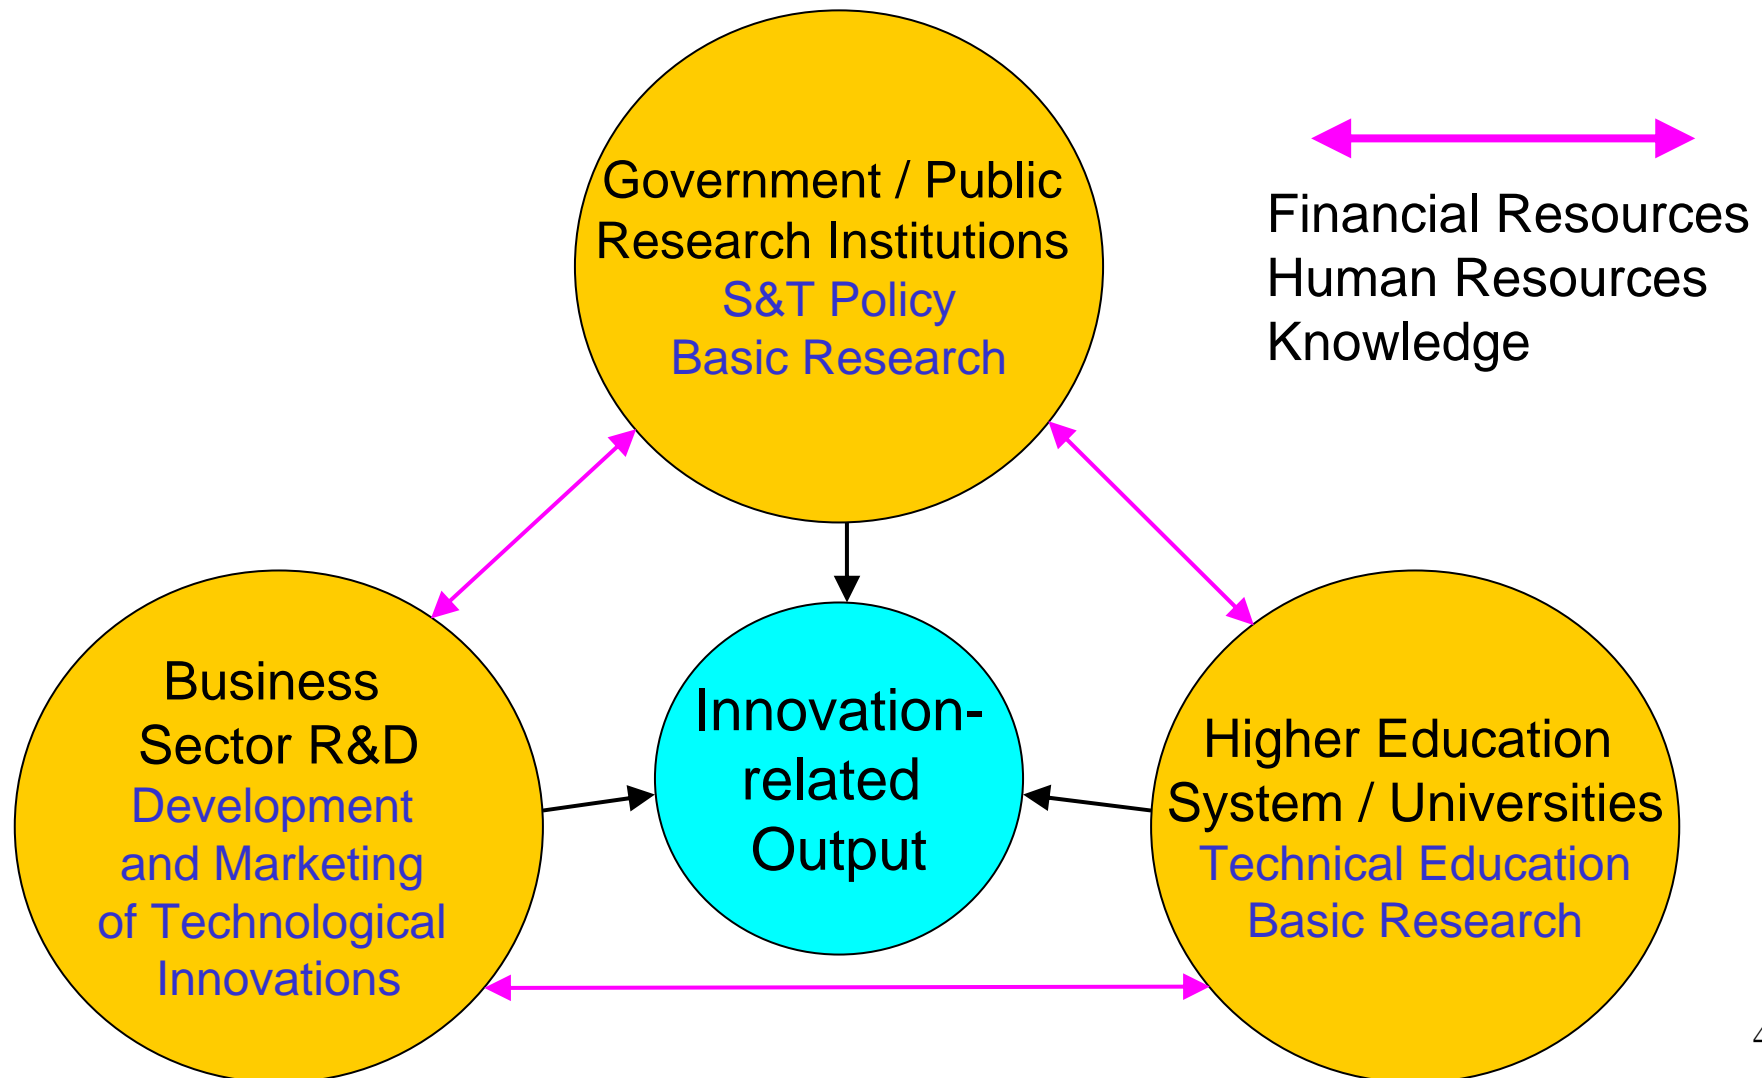 Government / Public
Research Institutions
S&T Policy
Basic Research
Financial Resources
Human Resources
Knowledge
Business
Sector R&D
Development
and Marketing
of Technological
Innovations
Innovation-
related
Output
Higher Education
System / Universities
Technical Education
Basic Research
4